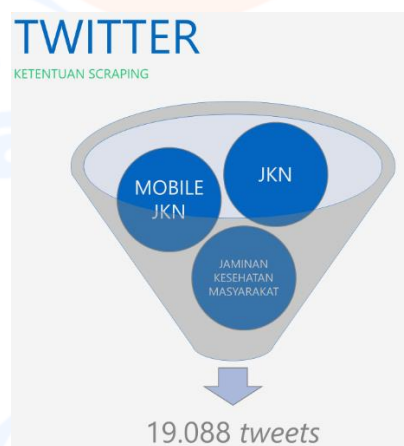 TWITTER
KETENTUAN SCRAPING
MOBILE
JKN
JKN
JAMINAN
KESEHATAN
MASYARAKAT
19.088 tweets